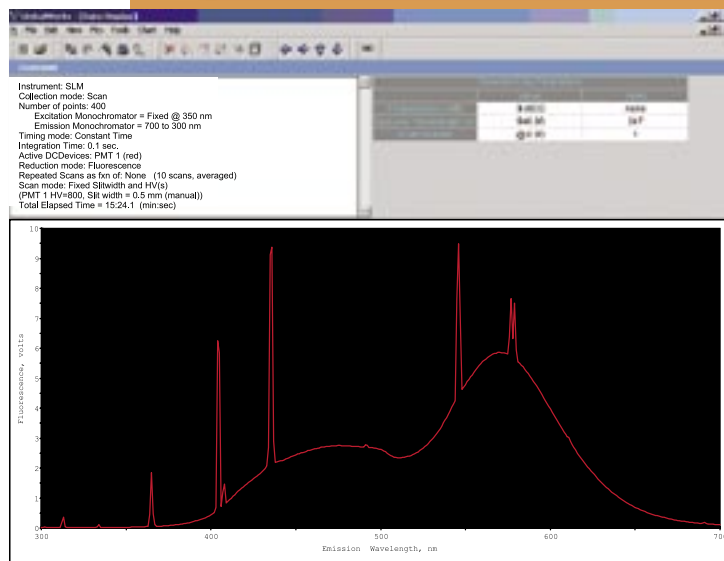 File Edit View Help
Instrument: SLM
Collection mode: Scan
Number of points: 400
Excitation Monochromator = Fixed @ 350 nm
Emission Monochromator = 700 to 300 nm
Timing mode: Constant Time
Integration Time: 0.1 sec.
Active DCDevices: PMT 1 (red)
Reduction mode: Fluorescence
Repeated Scans as fxn of: None (10 scans, averaged)
Scan mode: Fixed Slitwidth and HV(s)
(PMT 1 HV=800, Slit width = 0.5 mm (manual))
Total Elapsed Time = 15:24.1 (min:sec)
10
9
8
7
6
5
4
3
2
1
0
Fluorescence, volts
300 400 500 600 700
Emission Wavelength, nm